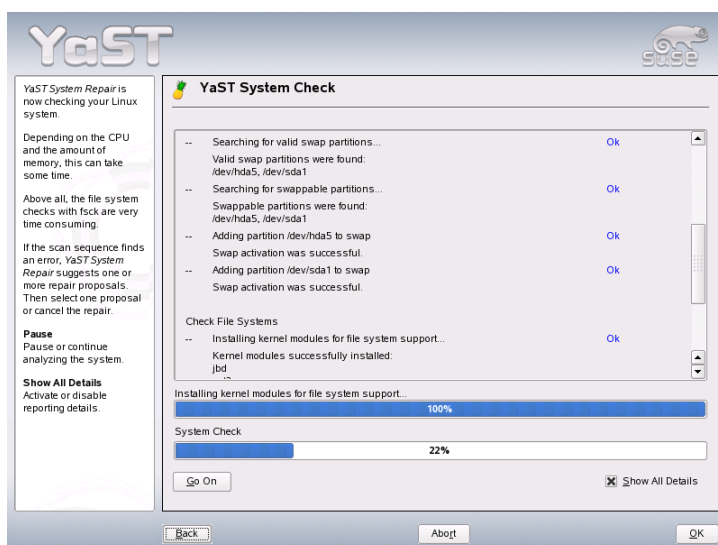 YaST
suse
YaST System Repair is
now checking your Linux
system.
Depending on the CPU
and the amount of
memory, this can take
some time.
Above all, the file system
checks with fsck are very
time consuming.
If the scan sequence finds
an error, YaST System
Repair suggests one or
more repair proposals.
Then select one proposal
or cancel the repair.
Pause
Pause or continue
analyzing the system.
Show All Details
Activate or disable
reporting details.
YaST System Check
-- Searching for valid swap partitions... Ok
Valid swap partitions were found:
/dev/hda5, /dev/sda1
-- Searching for swappable partitions... Ok
Swappable partitions were found:
/dev/hda5, /dev/sda1
-- Adding partition /dev/hda5 to swap Ok
Swap activation was successful.
-- Adding partition /dev/sda1 to swap Ok
Swap activation was successful.
Check File Systems
-- Installing kernel modules for file system support... Ok
Kernel modules successfully installed:
jbd
Installing kernel modules for file system support...
100%
System Check
22%
Go On
Show All Details
Back
Abort
OK